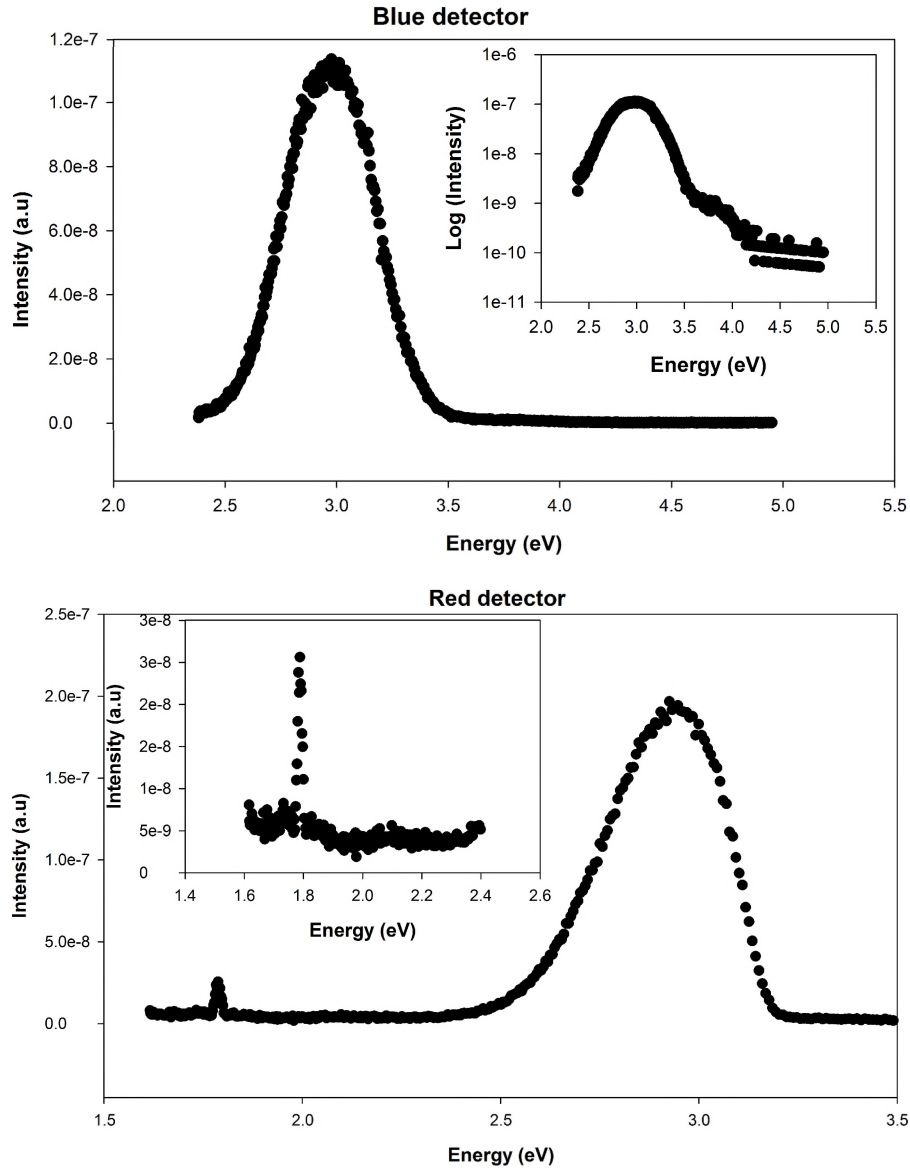 Blue detector
1.2e-7
1.0e-7
8.0e-8
6.0e-8
4.0e-8
2.0e-8
0.0
Intensity (a.u)
2.0 2.5 3.0 3.5 4.0 4.5 5.0 5.5
Energy (eV)
1e-6
1e-7
1e-8
1e-9
1e-10
1e-11
Log (Intensity)
2.0 2.5 3.0 3.5 4.0 4.5 5.0 5.5
Energy (eV)
Red detector
2.5e-7
2.0e-7
1.5e-7
1.0e-7
5.0e-8
0.0
Intensity (a.u)
1.5 2.0 2.5 3.0 3.5
Energy (eV)
3e-8
3e-8
2e-8
2e-8
1e-8
5e-9
0
Intensity (a.u)
1.4 1.6 1.8 2.0 2.2 2.4 2.6
Energy (eV)